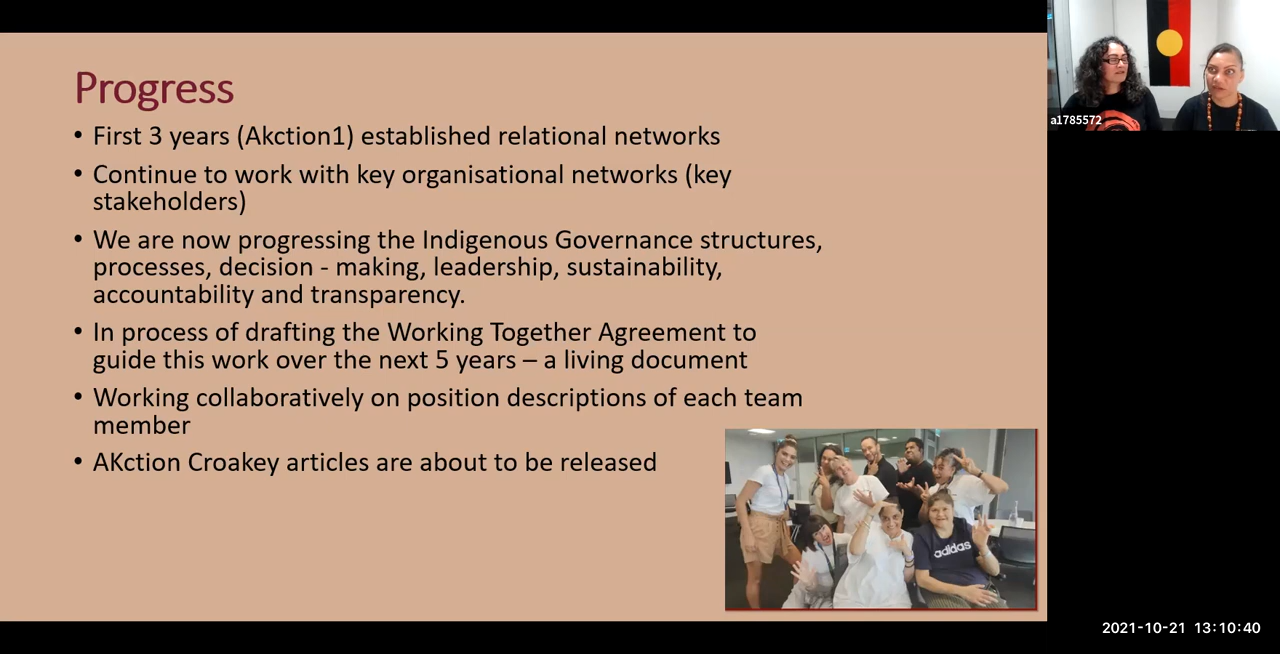 Progress
• First 3 years (Akction1) established relational networks
• Continue to work with key organisational networks (key
stakeholders)
• We are now progressing the Indigenous Governance structures,
processes, decision - making, leadership, sustainability,
accountability and transparency.
• In process of drafting the Working Together Agreement to
guide this work over the next 5 years – a living document
• Working collaboratively on position descriptions of each team
member
• AKction Croakey articles are about to be released
adidas
a1785572
2021-10-21 13:10:40